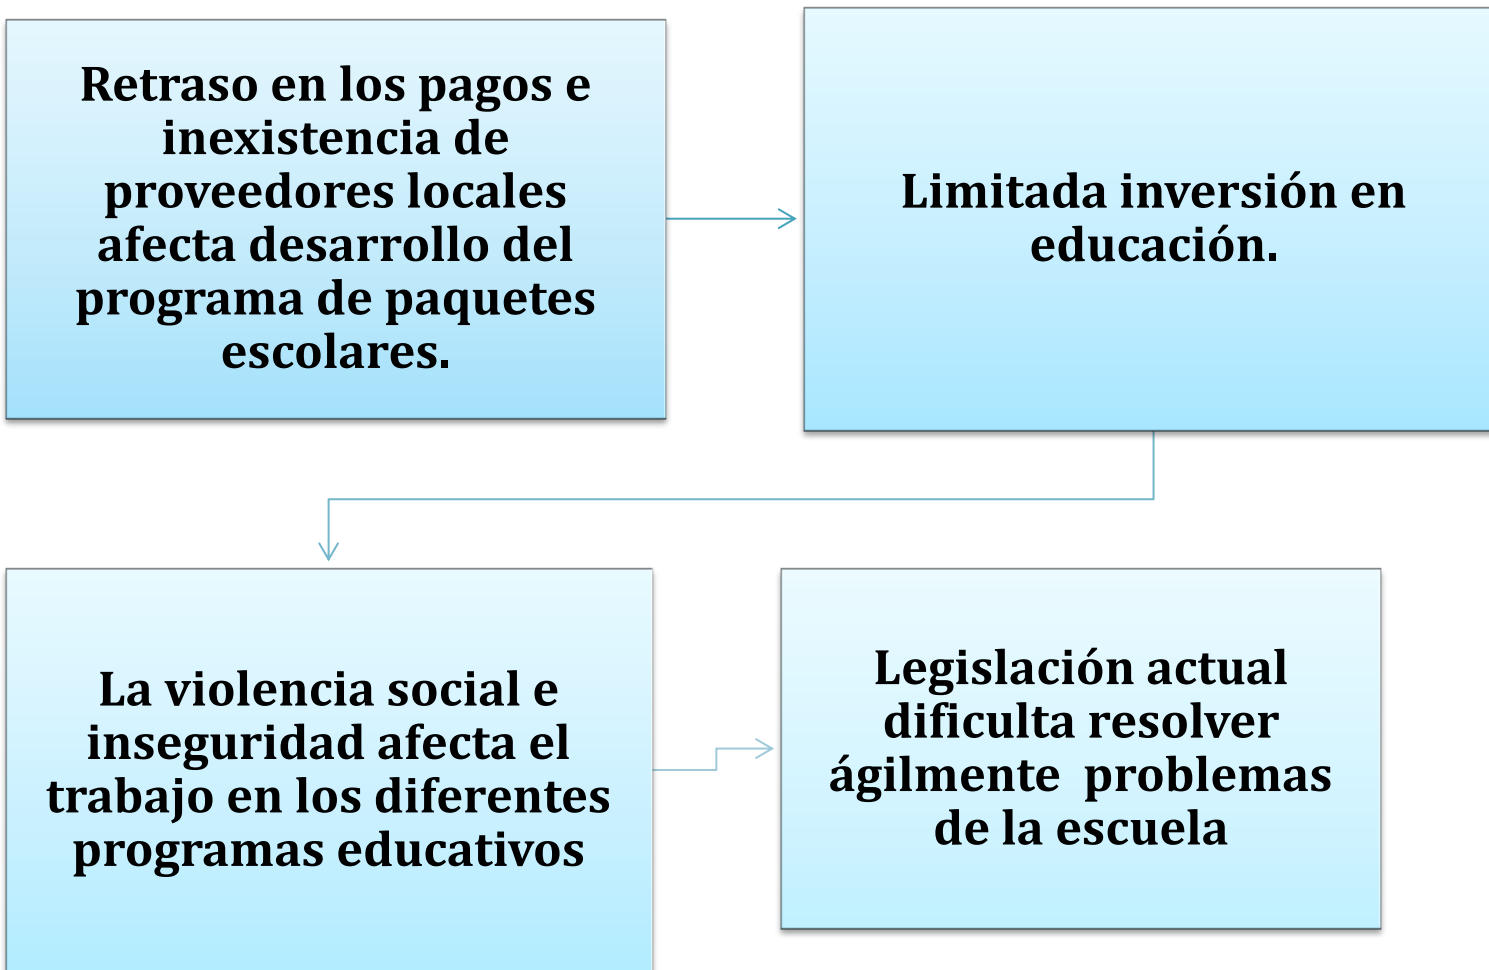 Retraso en los pagos e
inexistencia de
proveedores locales
afecta desarrollo del
programa de paquetes
escolares.
Limitada inversión en
educación.
La violencia social e
inseguridad afecta el
trabajo en los diferentes
programas educativos
Legislación actual
dificulta resolver
ágilmente  problemas
de la escuela